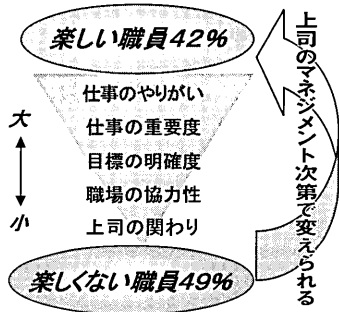 楽しい職員42%
仕事のやりがい
仕事の重要度
目標の明確度
職場の協力性
上司の関わり
大
小
楽しくない職員49%
上司のマネジメント次第で変えられる